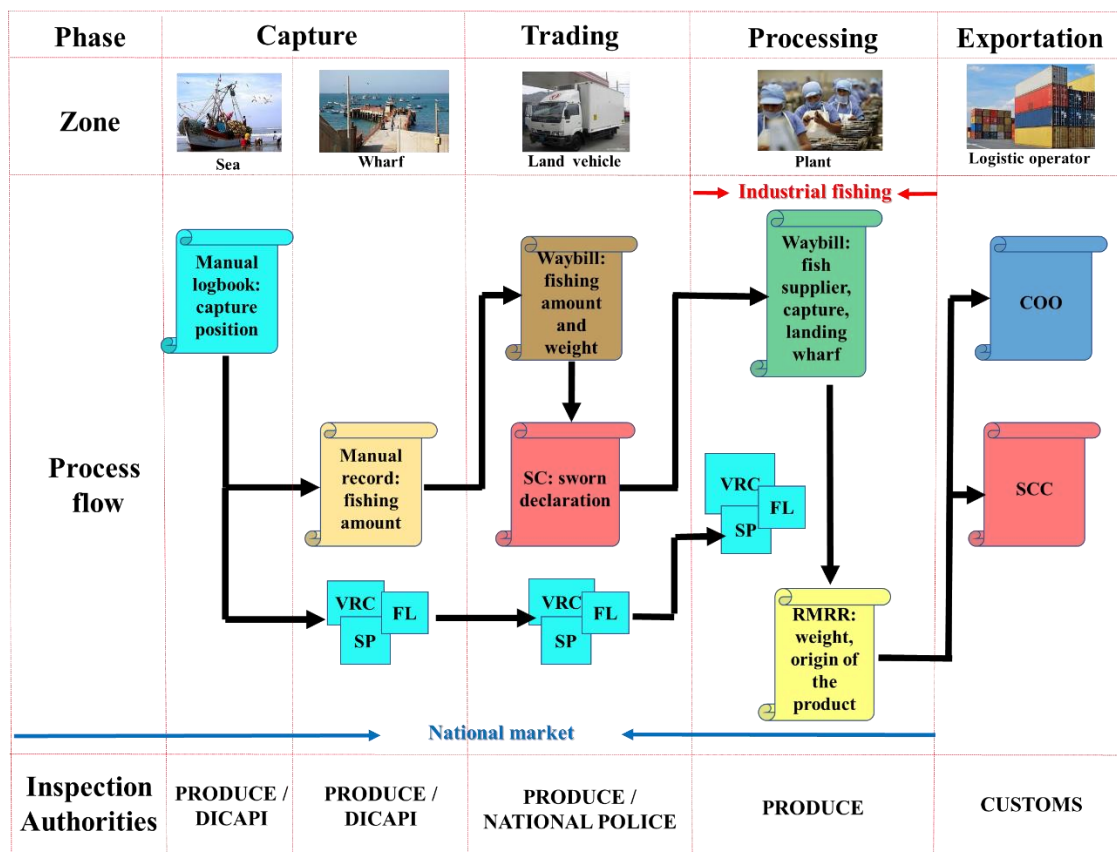 Phase
Capture
Trading
Processing
Exportation
Zone
Sea
Wharf
Land vehicle
Plant
Logistic operator
Industrial fishing
Process
flow
Manual
logbook:
capture
position
Manual
record:
fishing
amount
VRC
FL
SP
Waybill:
fishing
amount
and
weight
SC: sworn
declaration
VRC
FL
SP
Waybill:
fish
supplier,
capture,
landing
wharf
VRC
FL
SP
RMRR:
weight,
origin of
the
product
COO
SCC
National market
Inspection
Authorities
PRODUCE /
DICAPI
PRODUCE /
DICAPI
PRODUCE /
NATIONAL POLICE
PRODUCE
CUSTOMS